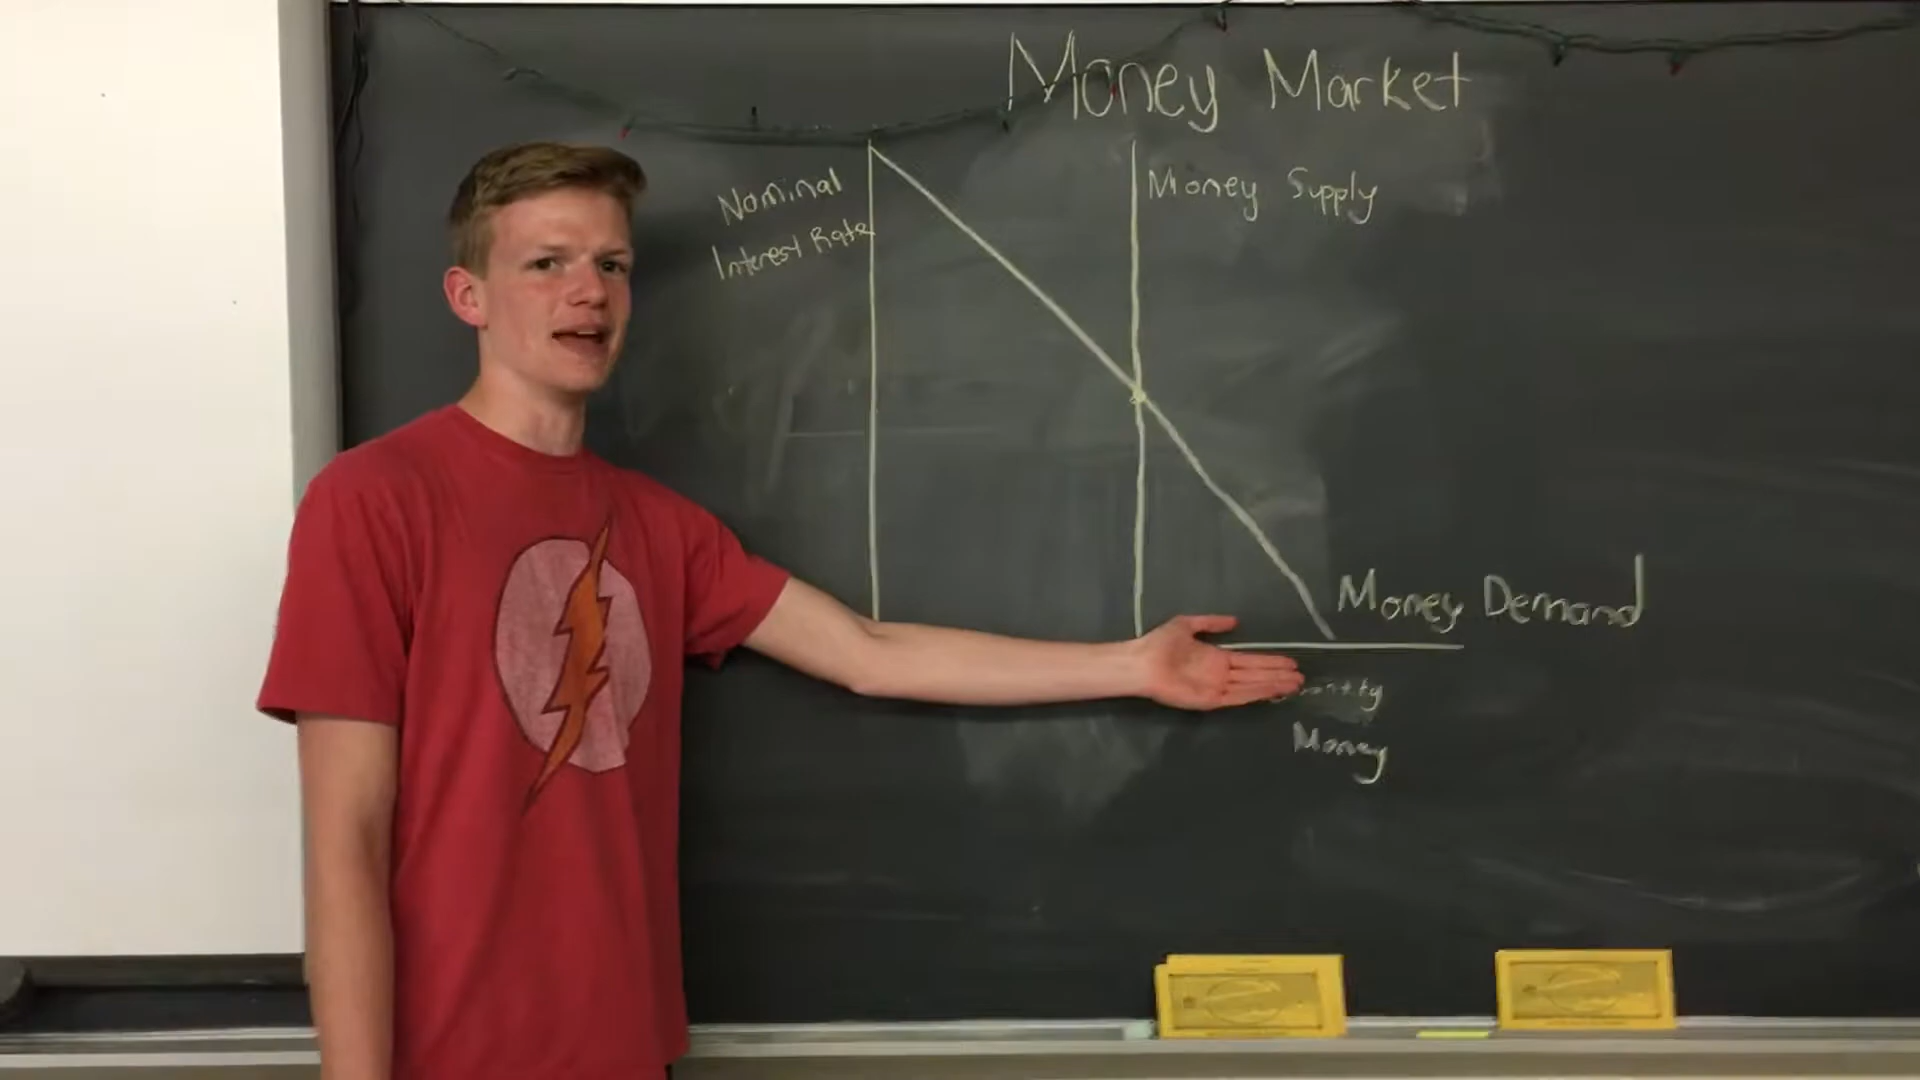 Money Market
Nominal
Interest Rate
Money Supply
Money Demand
Money